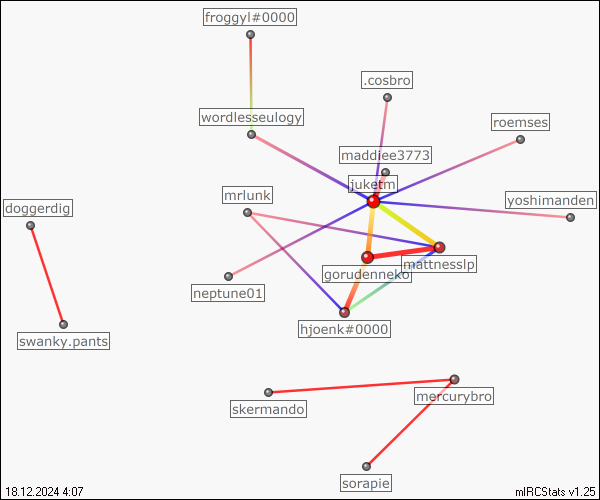 froggyl#0000
.cosbro
wordlesseulogy
roemses
maddiee3773
juketm
mrlunk
yoshimanden
doggerdig
mattnesslp
gorudenneko
neptune01
hjoenk#0000
swanky.pants
mercurybro
skermando
sorapie
18.12.2024 4:07
mIRCStats v1.25